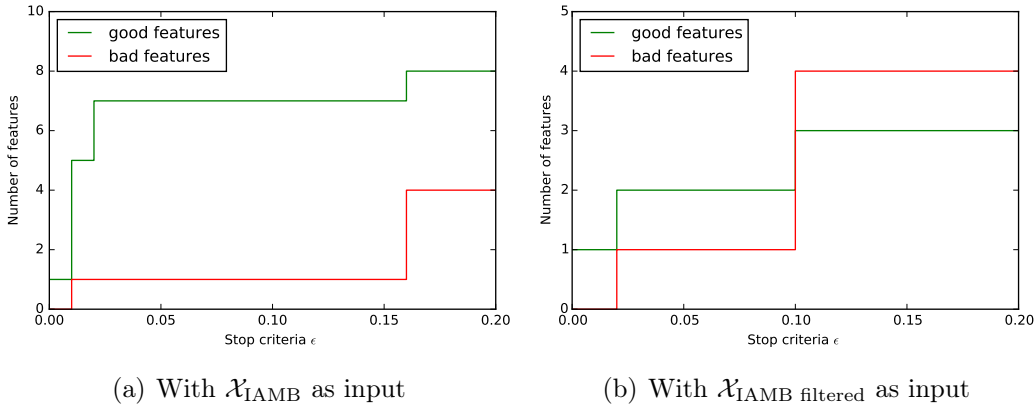 10
8
6
4
2
0
Number of features
good features
bad features
0.00 0.05 0.10 0.15 0.20
Stop criteria ϵ
(a) With 𝒳IAMB as input
5
4
3
2
1
0
Number of features
good features
bad features
0.00 0.05 0.10 0.15 0.20
Stop criteria ϵ
(b) With 𝒳IAMB filtered as input